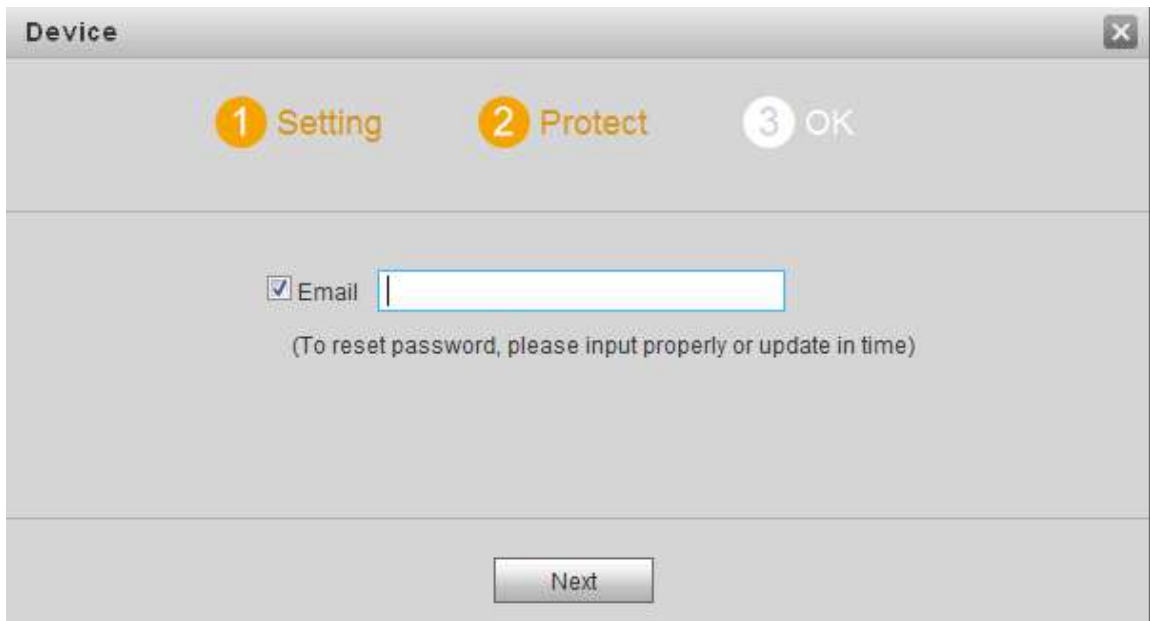 Device
1 Setting 2 Protect 3 OK
Email
(To reset password, please input properly or update in time)
Next